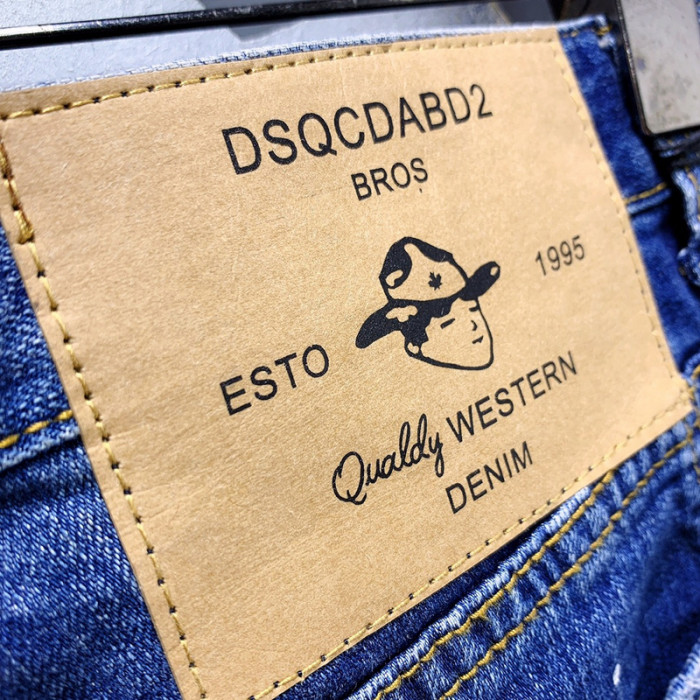 DSQCDABD2
BROS
ESTO 1995
Qualdy WESTERN
DENIM